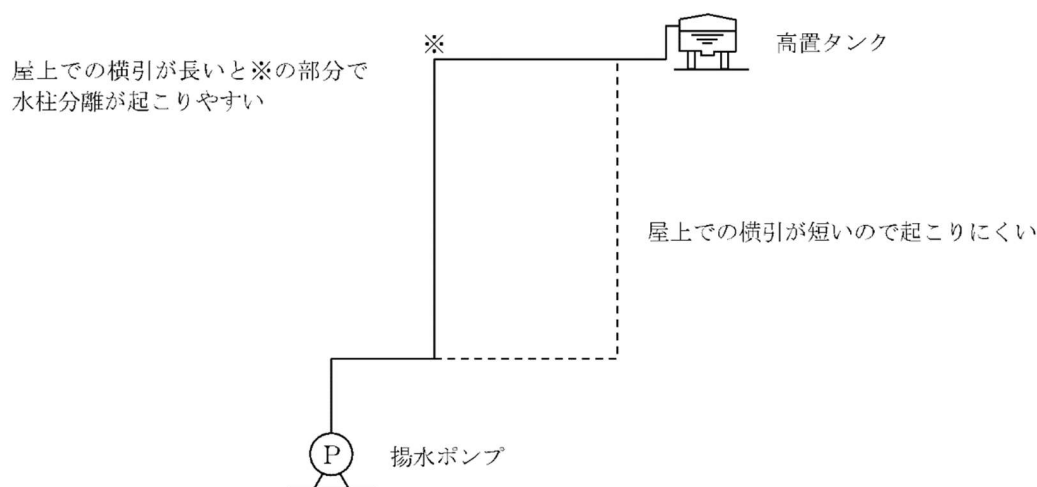 ※
高置タンク
屋上での横引が長いと※の部分で
水柱分離が起こりやすい
屋上での横引が短いので起こりにくい
P
揚水ポンプ